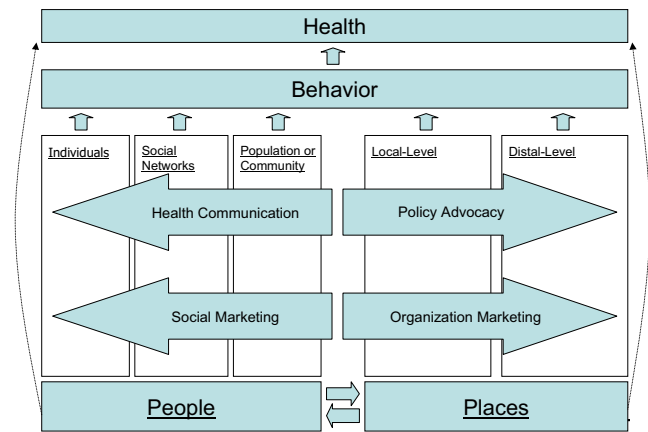 Health
Behavior
Individuals
Social
Networks
Population or
Community
Local-Level
Distal-Level
Health Communication
Policy Advocacy
Social Marketing
Organization Marketing
People
Places